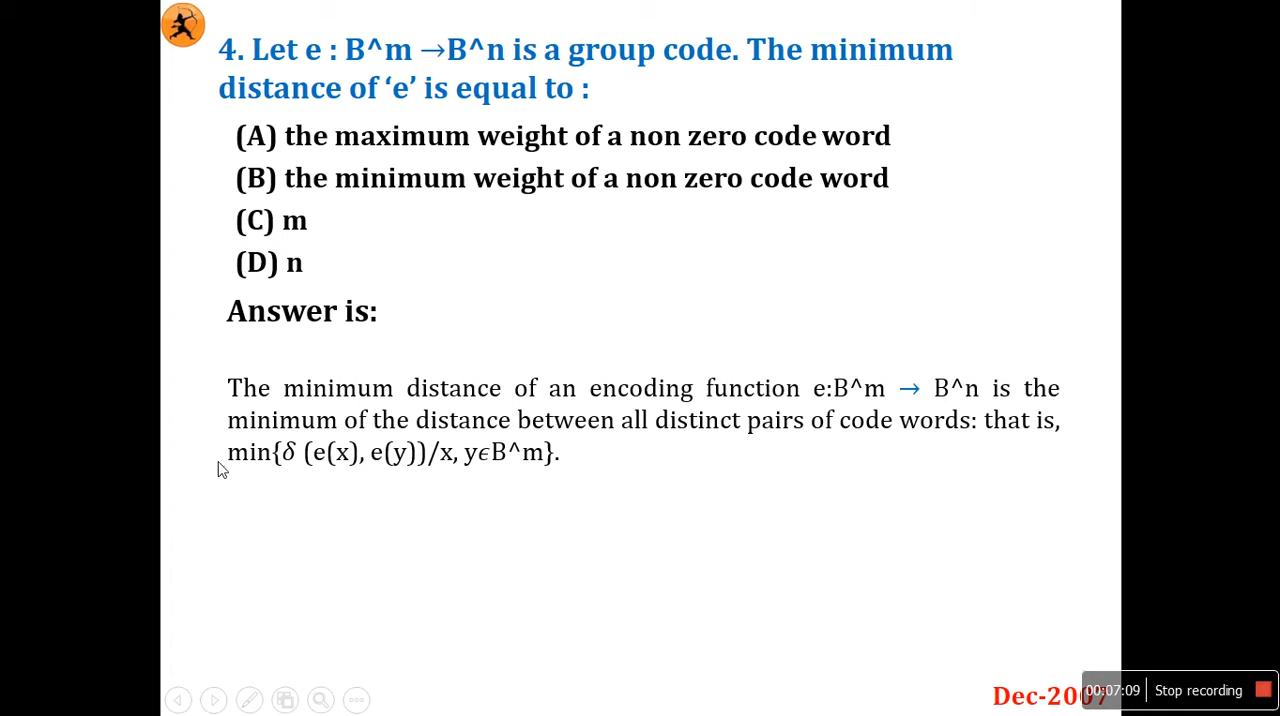 4. Let e : B^m →B^n is a group code. The minimum
distance of ‘e’ is equal to :
(A) the maximum weight of a non zero code word
(B) the minimum weight of a non zero code word
(C) m
(D) n
Answer is:
The minimum distance of an encoding function e:B^m → B^n is the
minimum of the distance between all distinct pairs of code words: that is,
min{δ (e(x), e(y))/x, yϵB^m}.
Dec-2007
00:07:09 Stop recording